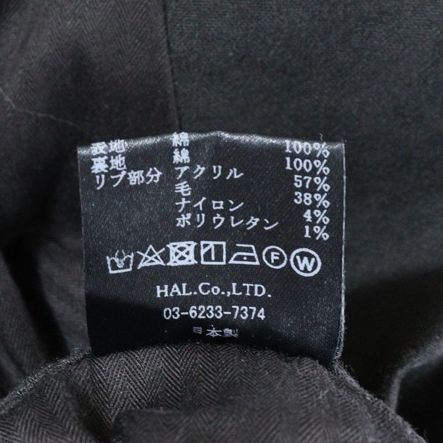 表地 綿 100%
裏地 綿 100%
リブ部分 アクリル 57%
毛 38%
ナイロン 4%
ポリウレタン 1%
F W
HAL.Co.,LTD.
03-6233-7374
日本製